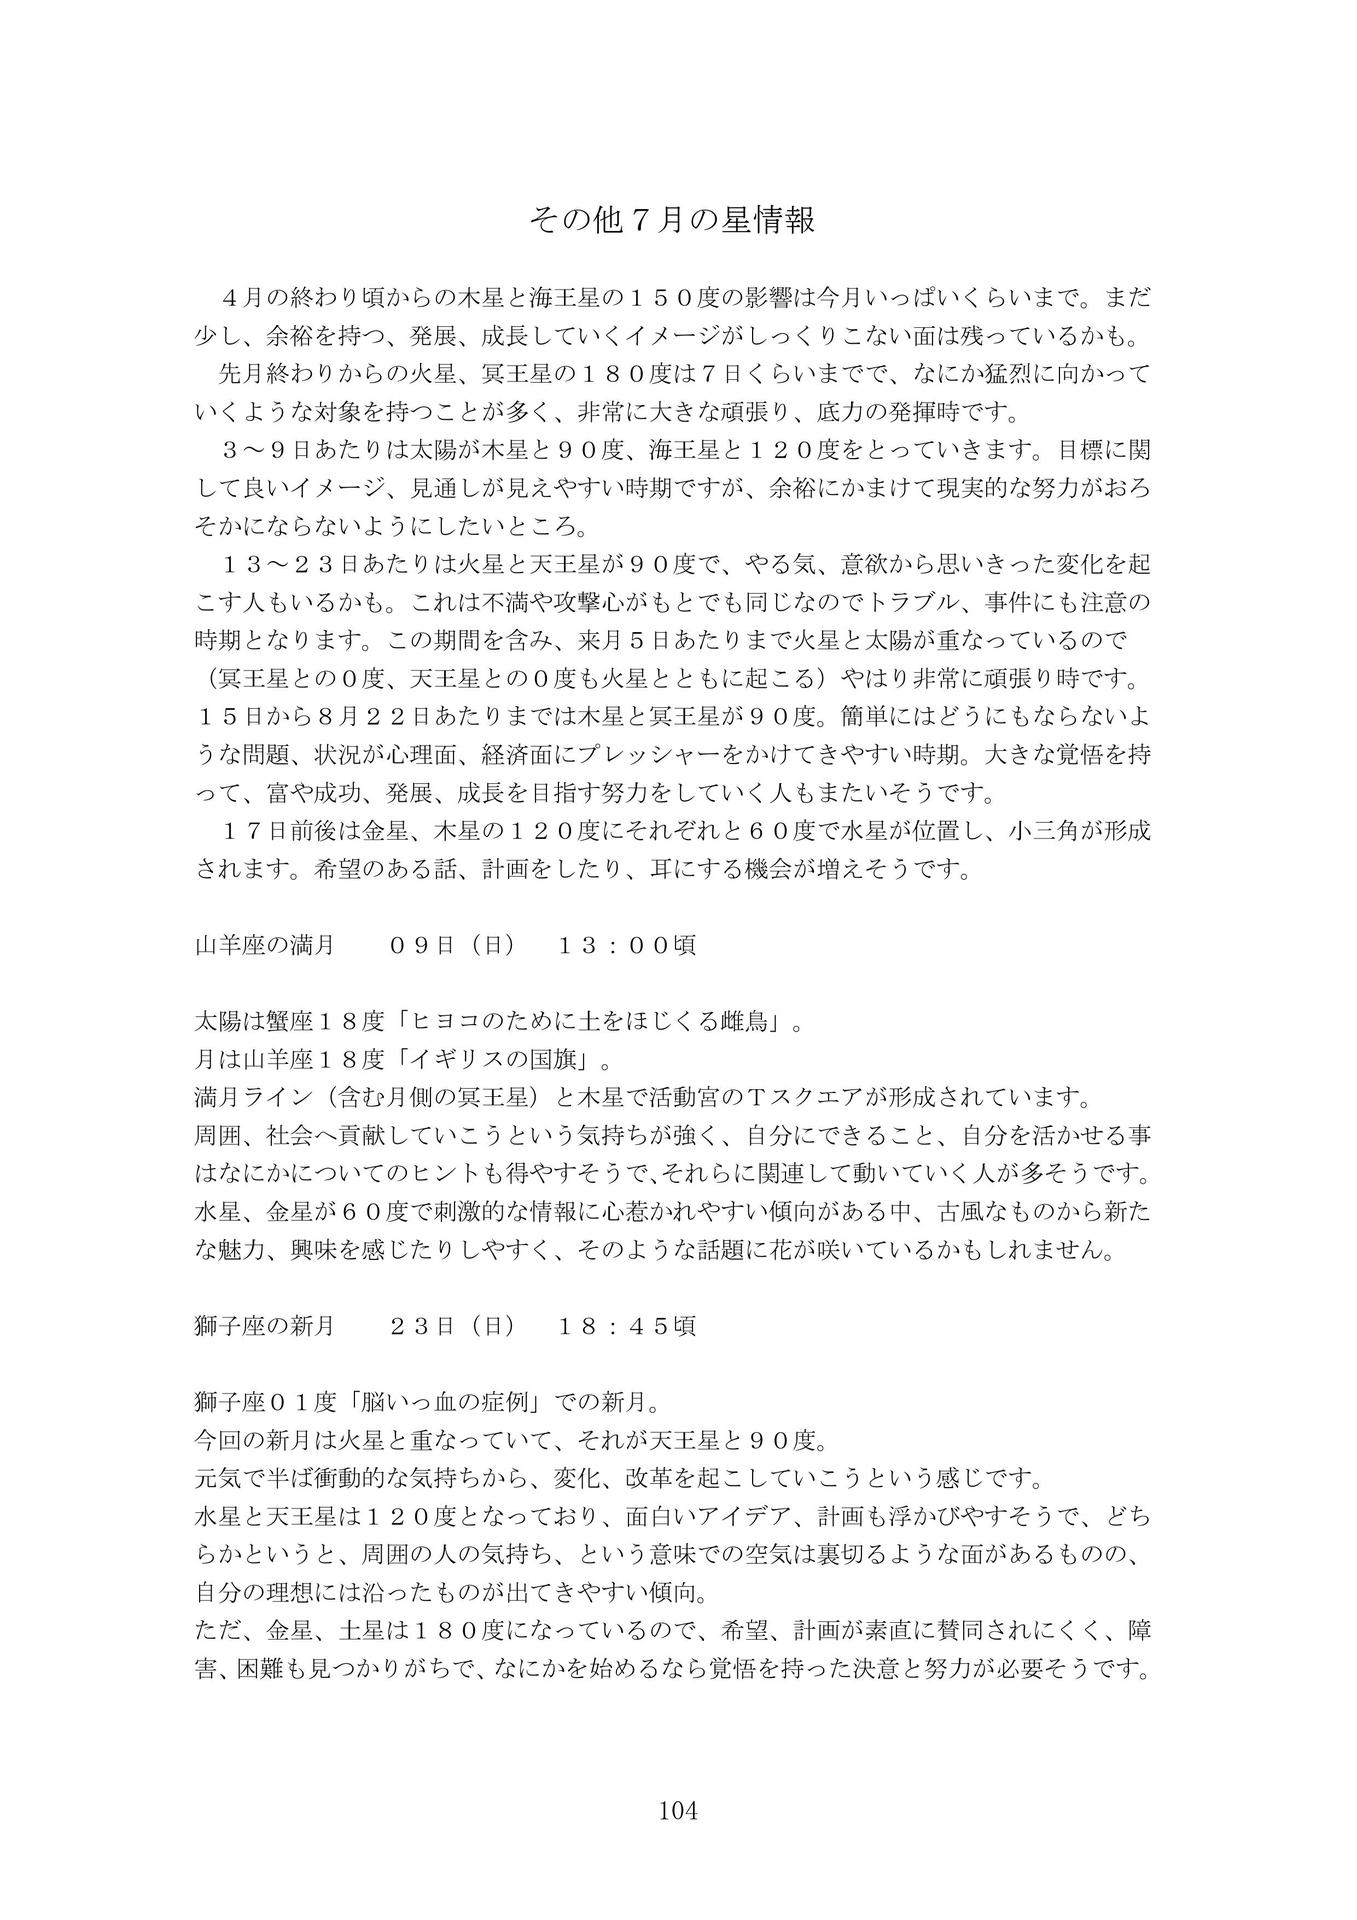 その他７月の星情報
　４月の終わり頃からの木星と海王星の１５０度の影響は今月いっぱいくらいまで。まだ
少し、余裕を持つ、発展、成長していくイメージがしっくりこない面は残っているかも。
　先月終わりからの火星、冥王星の１８０度は７日くらいまでで、なにか猛烈に向かって
いくような対象を持つことが多く、非常に大きな頑張り、底力の発揮時です。
　３～９日あたりは太陽が木星と９０度、海王星と１２０度をとっていきます。目標に関
して良いイメージ、見通しが見えやすい時期ですが、余裕にかまけて現実的な努力がおろ
そかにならないようにしたいところ。
　１３～２３日あたりは火星と天王星が９０度で、やる気、意欲から思いきった変化を起
こす人もいるかも。これは不満や攻撃心がもとでも同じなのでトラブル、事件にも注意の
時期となります。この期間を含み、来月５日あたりまで火星と太陽が重なっているので
（冥王星との０度、天王星との０度も火星とともに起こる）やはり非常に頑張り時です。
１５日から８月２２日あたりまでは木星と冥王星が９０度。簡単にはどうにもならないよ
うな問題、状況が心理面、経済面にプレッシャーをかけてきやすい時期。大きな覚悟を持
って、富や成功、発展、成長を目指す努力をしていく人もまたいそうです。
　１７日前後は金星、木星の１２０度にそれぞれと６０度で水星が位置し、小三角が形成
されます。希望のある話、計画をしたり、耳にする機会が増えそうです。
山羊座の満月　　０９日（日）　１３：００頃
太陽は蟹座１８度「ヒヨコのために土をほじくる雌鳥」。
月は山羊座１８度「イギリスの国旗」。
満月ライン（含む月側の冥王星）と木星で活動宮のＴスクエアが形成されています。
周囲、社会へ貢献していこうという気持ちが強く、自分にできること、自分を活かせる事
はなにかについてのヒントも得やすそうで、それらに関連して動いていく人が多そうです。
水星、金星が６０度で刺激的な情報に心惹かれやすい傾向がある中、古風なものから新た
な魅力、興味を感じたりしやすく、そのような話題に花が咲いているかもしれません。
獅子座の新月　　２３日（日）　１８：４５頃
獅子座０１度「脳いっ血の症例」での新月。
今回の新月は火星と重なっていて、それが天王星と９０度。
元気で半ば衝動的な気持ちから、変化、改革を起こしていこうという感じです。
水星と天王星は１２０度となっており、面白いアイデア、計画も浮かびやすそうで、どち
らかというと、周囲の人の気持ち、という意味での空気は裏切るような面があるものの、
自分の理想には沿ったものが出てきやすい傾向。
ただ、金星、土星は１８０度になっているので、希望、計画が素直に賛同されにくく、障
害、困難も見つかりがちで、なにかを始めるなら覚悟を持った決意と努力が必要そうです。
104